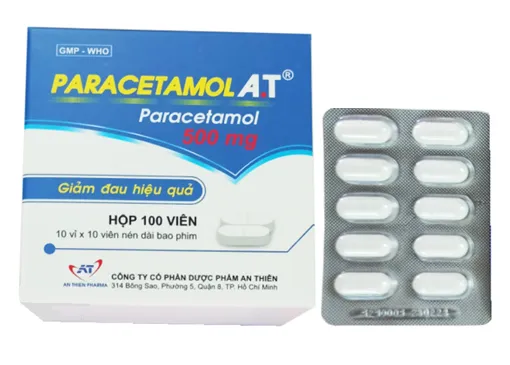 GMP - WHO
PARACETAMOL A.T®
Paracetamol
500 mg
Giảm đau hiệu quả
HỘP 100 VIÊN
10 vỉ x 10 viên nén dài bao phim
AT
AN THIEN PHARMA
CÔNG TY CỔ PHẦN DƯỢC PHẨM AN THIÊN
314 Bông Sao, Phường 5, Quận 8, TP. Hồ Chí Minh